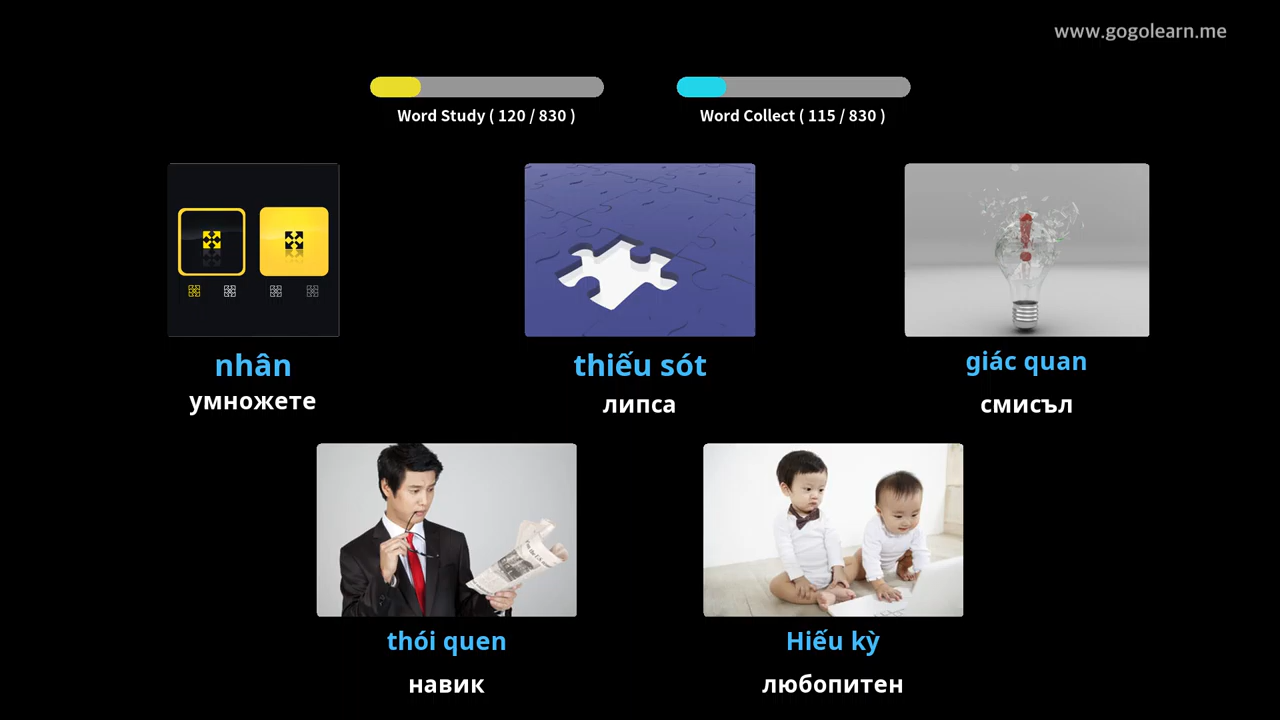 www.gogolearn.me
Word Study ( 120 / 830 )
Word Collect ( 115 / 830 )
nhân
умножете
thiếu sót
липса
giác quan
смисъл
thói quen
навик
Hiếu kỳ
любопитен